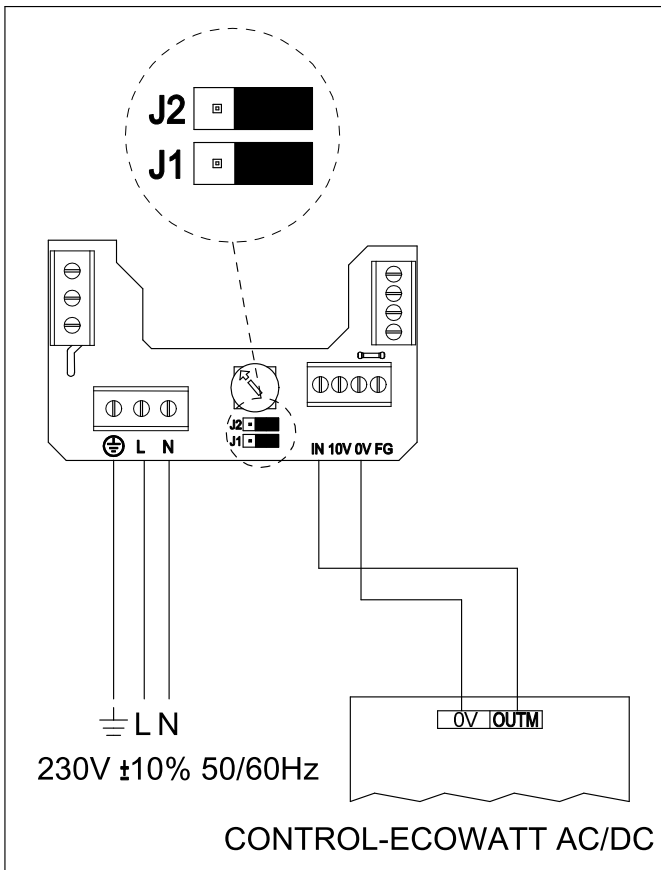 J2
J1
J2
J1
L N
IN 10V 0V FG
L N
230V ±10% 50/60Hz
0V OUTM
CONTROL-ECOWATT AC/DC